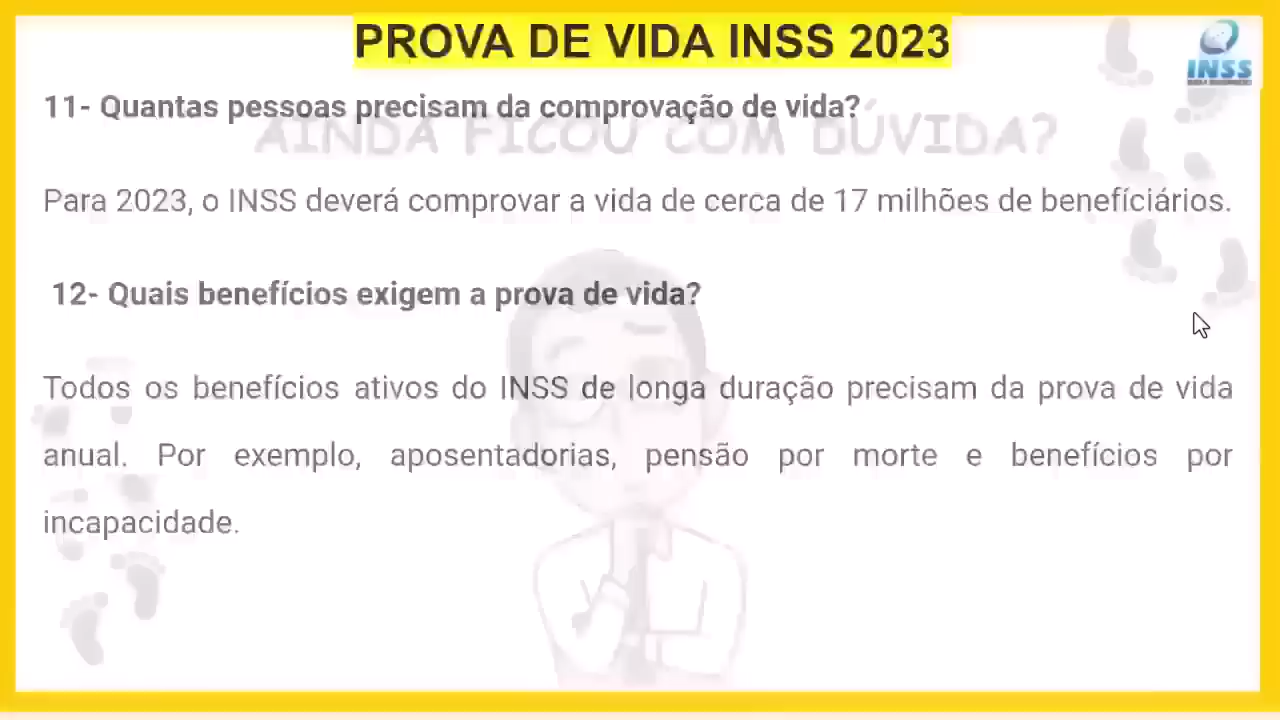 PROVA DE VIDA INSS 2023
INSS
11- Quantas pessoas precisam da comprovação de vida?
AINDA FICOU COM DÚVIDA?
Para 2023, o INSS deverá comprovar a vida de cerca de 17 milhões de benefíciários.
12- Quais benefícios exigem a prova de vida?
Todos os benefícios ativos do INSS de longa duração precisam da prova de vida
anual. Por exemplo, aposentadorias, pensão por morte e benefícios por
incapacidade.